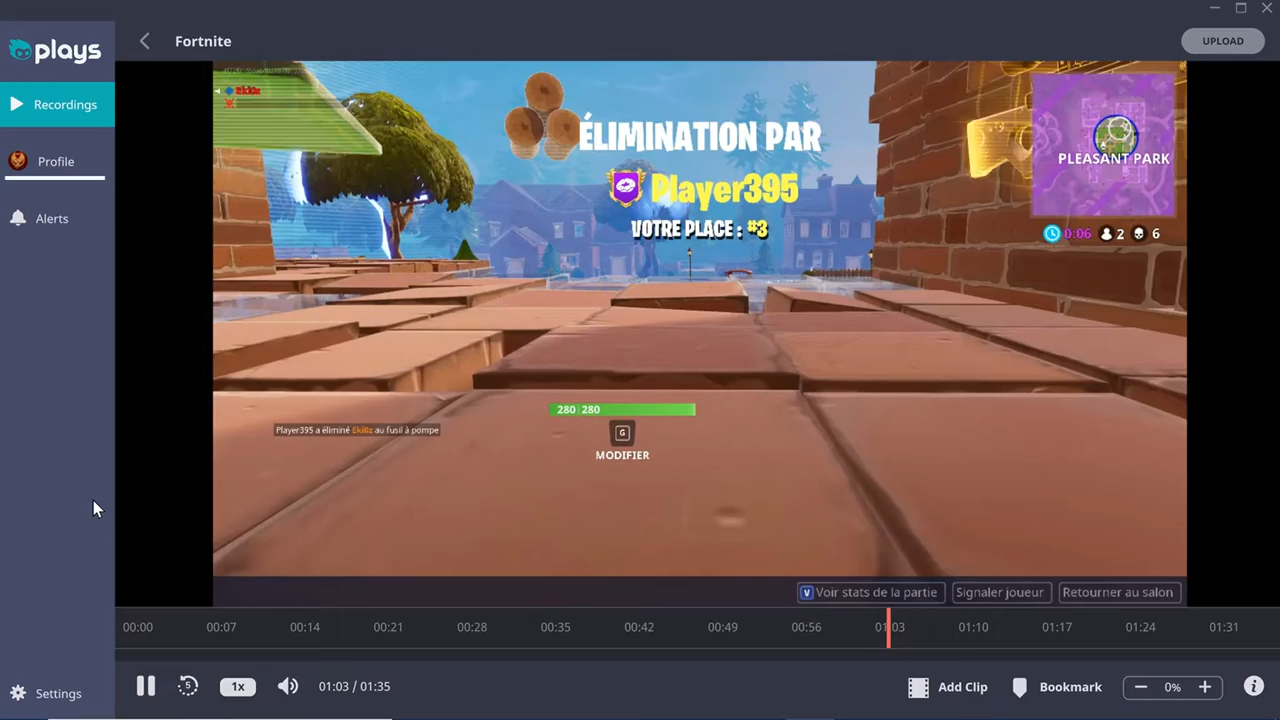 plays
Fortnite
UPLOAD
Recordings
Profile
Alerts
Settings
Eki0z
ÉLIMINATION PAR
Player395
VOTRE PLACE : #3
PLEASANT PARK
0:06 2 6
280 280
G
MODIFIER
Player395 a éliminé Eki0z au fusil à pompe
V Voir stats de la partie
Signaler joueur
Retourner au salon
00:00 00:07 00:14 00:21 00:28 00:35 00:42 00:49 00:56 01:03 01:10 01:17 01:24 01:31
5
1x
01:03 / 01:35
Add Clip
Bookmark
0%